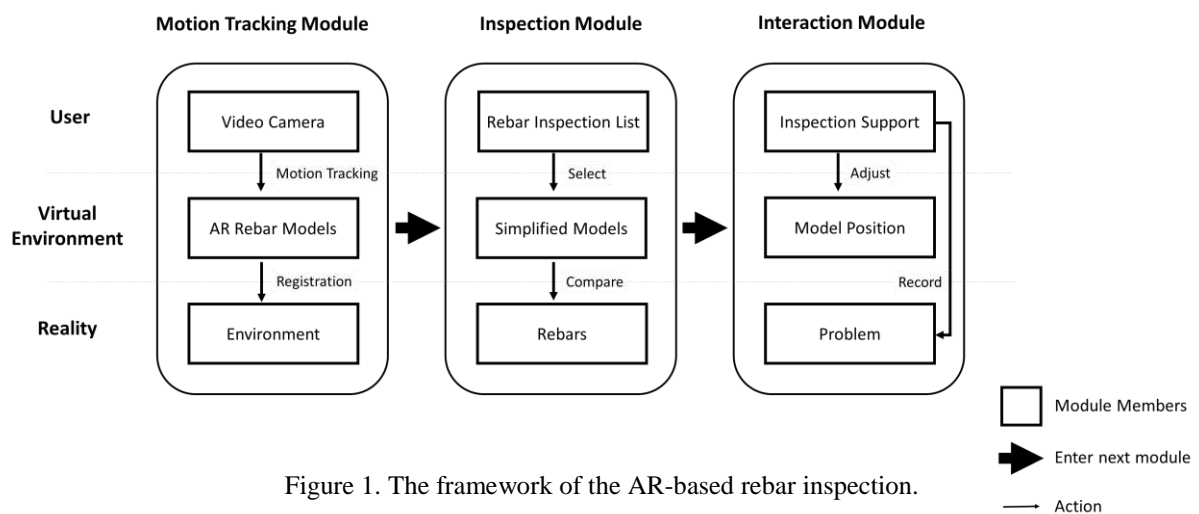 Motion Tracking Module
Inspection Module
Interaction Module
User
Video Camera
Rebar Inspection List
Inspection Support
Motion Tracking
Select
Adjust
Virtual
Environment
AR Rebar Models
Simplified Models
Model Position
Registration
Compare
Record
Reality
Environment
Rebars
Problem
Module Members
Enter next module
Action
Figure 1. The framework of the AR-based rebar inspection.